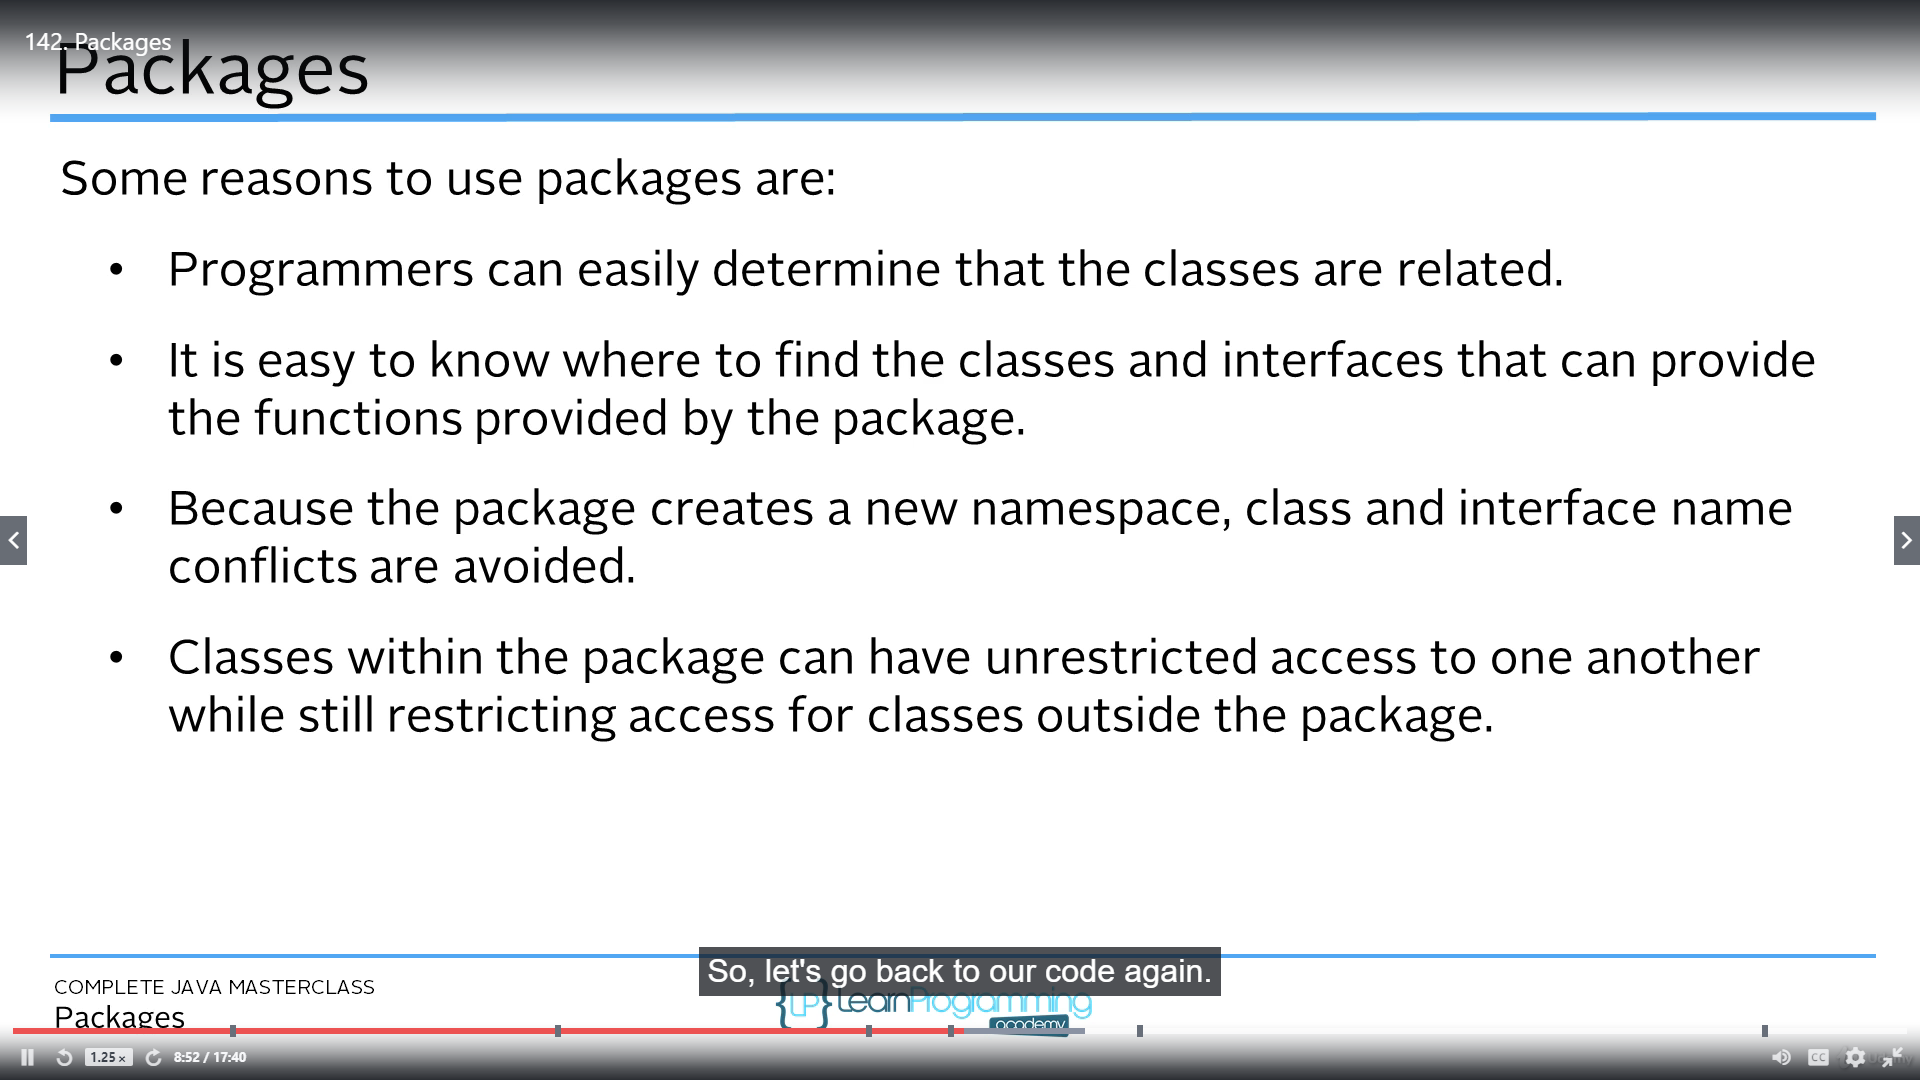 142. Packages
Packages
Some reasons to use packages are:
• Programmers can easily determine that the classes are related.
• It is easy to know where to find the classes and interfaces that can provide
the functions provided by the package.
• Because the package creates a new namespace, class and interface name
conflicts are avoided.
• Classes within the package can have unrestricted access to one another
while still restricting access for classes outside the package.
So, let's go back to our code again.
COMPLETE JAVA MASTERCLASS
Packages
{LP} LearnProgramming
academy
1.25 x
8:52 / 17:40
CC